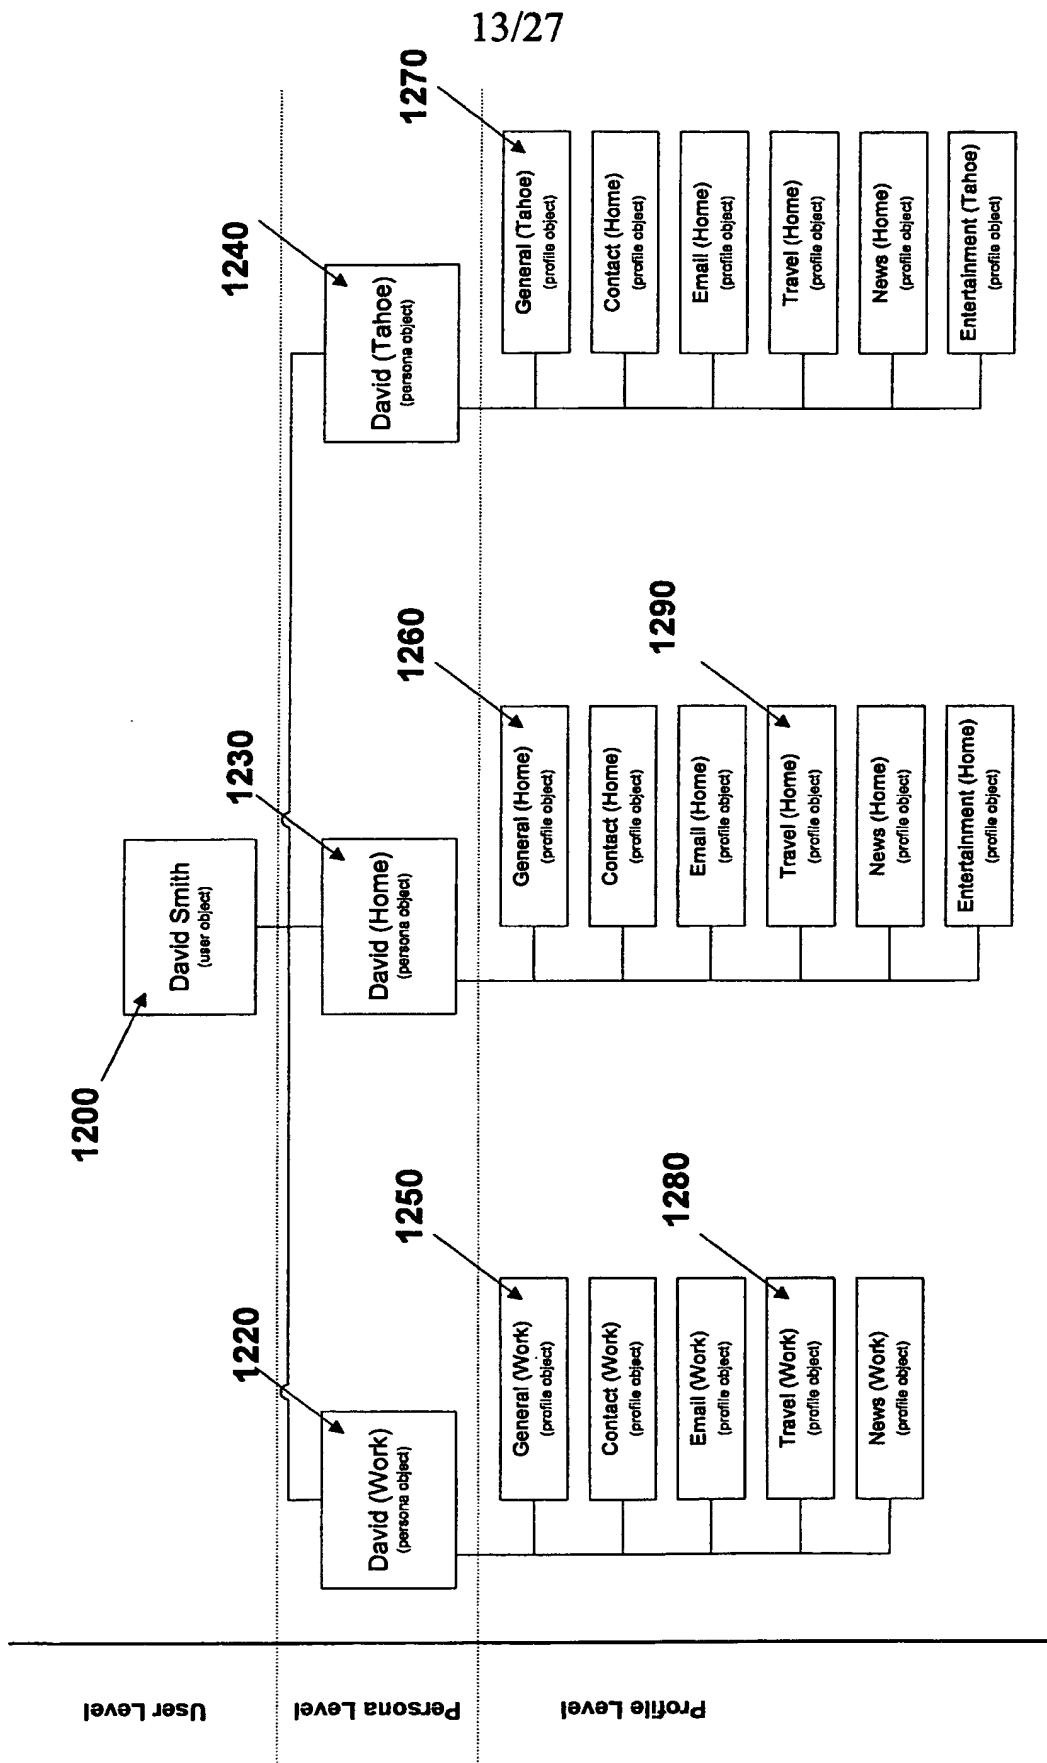 13/27
User Level
Persona Level
Profile Level
1200
David Smith
(user object)
1220
David (Work)
(persona object)
1230
David (Home)
(persona object)
1240
David (Tahoe)
(persona object)
1250
General (Work)
(profile object)
Contact (Work)
(profile object)
Email (Work)
(profile object)
1280
Travel (Work)
(profile object)
News (Work)
(profile object)
1260
General (Home)
(profile object)
Contact (Home)
(profile object)
Email (Home)
(profile object)
1290
Travel (Home)
(profile object)
News (Home)
(profile object)
Entertainment (Home)
(profile object)
1270
General (Tahoe)
(profile object)
Contact (Home)
(profile object)
Email (Home)
(profile object)
Travel (Home)
(profile object)
News (Home)
(profile object)
Entertainment (Tahoe)
(profile object)